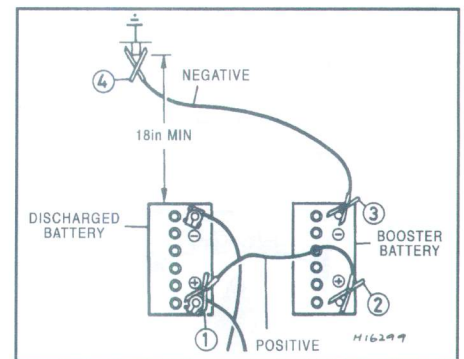 ④
NEGATIVE
18in MIN
DISCHARGED
BATTERY
③
BOOSTER
BATTERY
⊖
⊖
⊕
⊕
②
①
POSITIVE
H16299